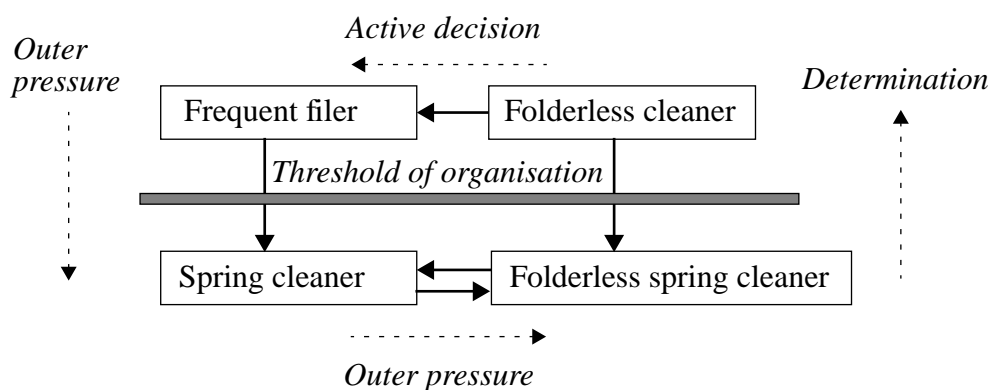 Active decision
Outer
pressure
Determination
Frequent filer
Folderless cleaner
Threshold of organisation
Spring cleaner
Folderless spring cleaner
Outer pressure